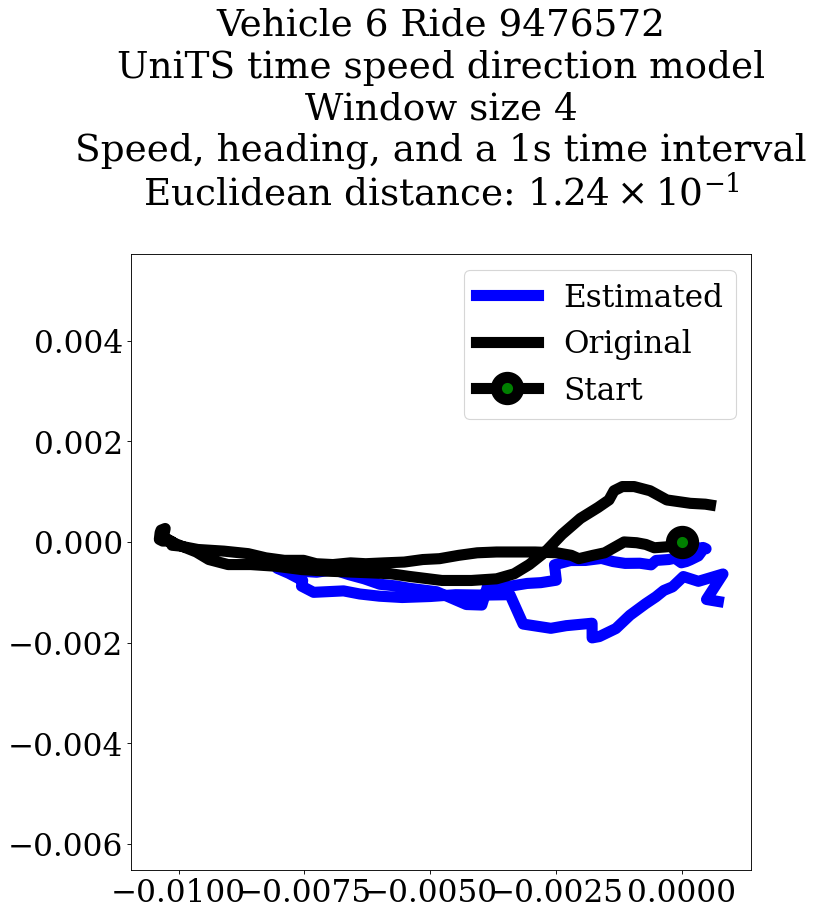 Vehicle 6 Ride 9476572
UniTS time speed direction model
Window size 4
Speed, heading, and a 1s time interval
Euclidean distance: 1.24 × 10⁻¹
Estimated
Original
Start
0.004
0.002
0.000
−0.002
−0.004
−0.006
−0.0100 −0.0075 −0.0050 −0.0025 0.0000